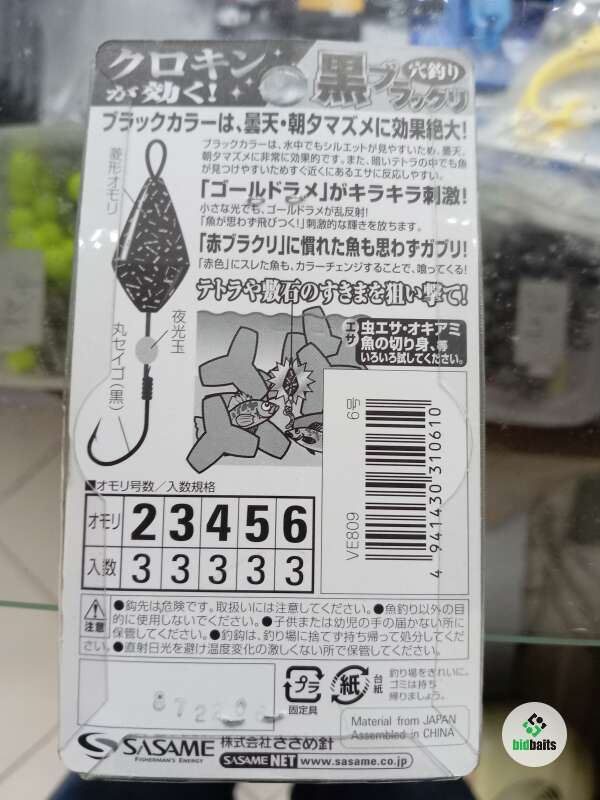 クロキン
が効く!
穴釣り
黒ブラックリ
ブラックカラーは、曇天・朝夕マズメに効果絶大!
ブラックカラーは、水中でもシルエットが見やすいため、曇天、
朝夕マズメに非常に効果的です。また、暗いテトラの中でも魚
が見つけやすいためすぐ近くにあるエサに反応しやすい。
「ゴールドラメ」がキラキラ刺激!
小さな光でも、ゴールドラメが乱反射!
「魚が思わず飛びつく!」刺激的な輝きを放ちます。
「赤ブラクリ」に慣れた魚も思わずガブリ!
「赤色」にスレた魚も、カラーチェンジすることで、喰ってくる!
テトラや敷石のすきまを狙い撃て!
菱形オモリ
夜光玉
丸セイゴ(黒)
エサ
虫エサ・オキアミ
魚の切り身、等
いろいろ試してください。
6号
VE809
4 941430 310610
■オモリ号数/入数規格
オモリ 2 3 4 5 6
入数 3 3 3 3 3
注意
●鈎先は危険です。取扱いには注意してください。●魚釣り以外の目
的に使用しないでください。●子供または幼児の手の届かない所に
保管してください。●釣鈎は、釣り場に捨てず持ち帰って処分してくだ
さい。●直射日光を避け温度変化の激しくない所で保管してください。
プラ
固定具
紙
台紙
釣り場をきれいに。
ゴミは持ち
帰りましょう。
Material from JAPAN
Assembled in CHINA
SASAME
FISHERMAN'S ENERGY
株式会社ささめ針
SASAME NET www.sasame.co.jp
bidbaits